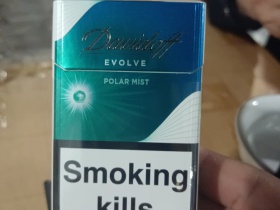 Davidoff
EVOLVE
POLAR MIST
Smoking
kills